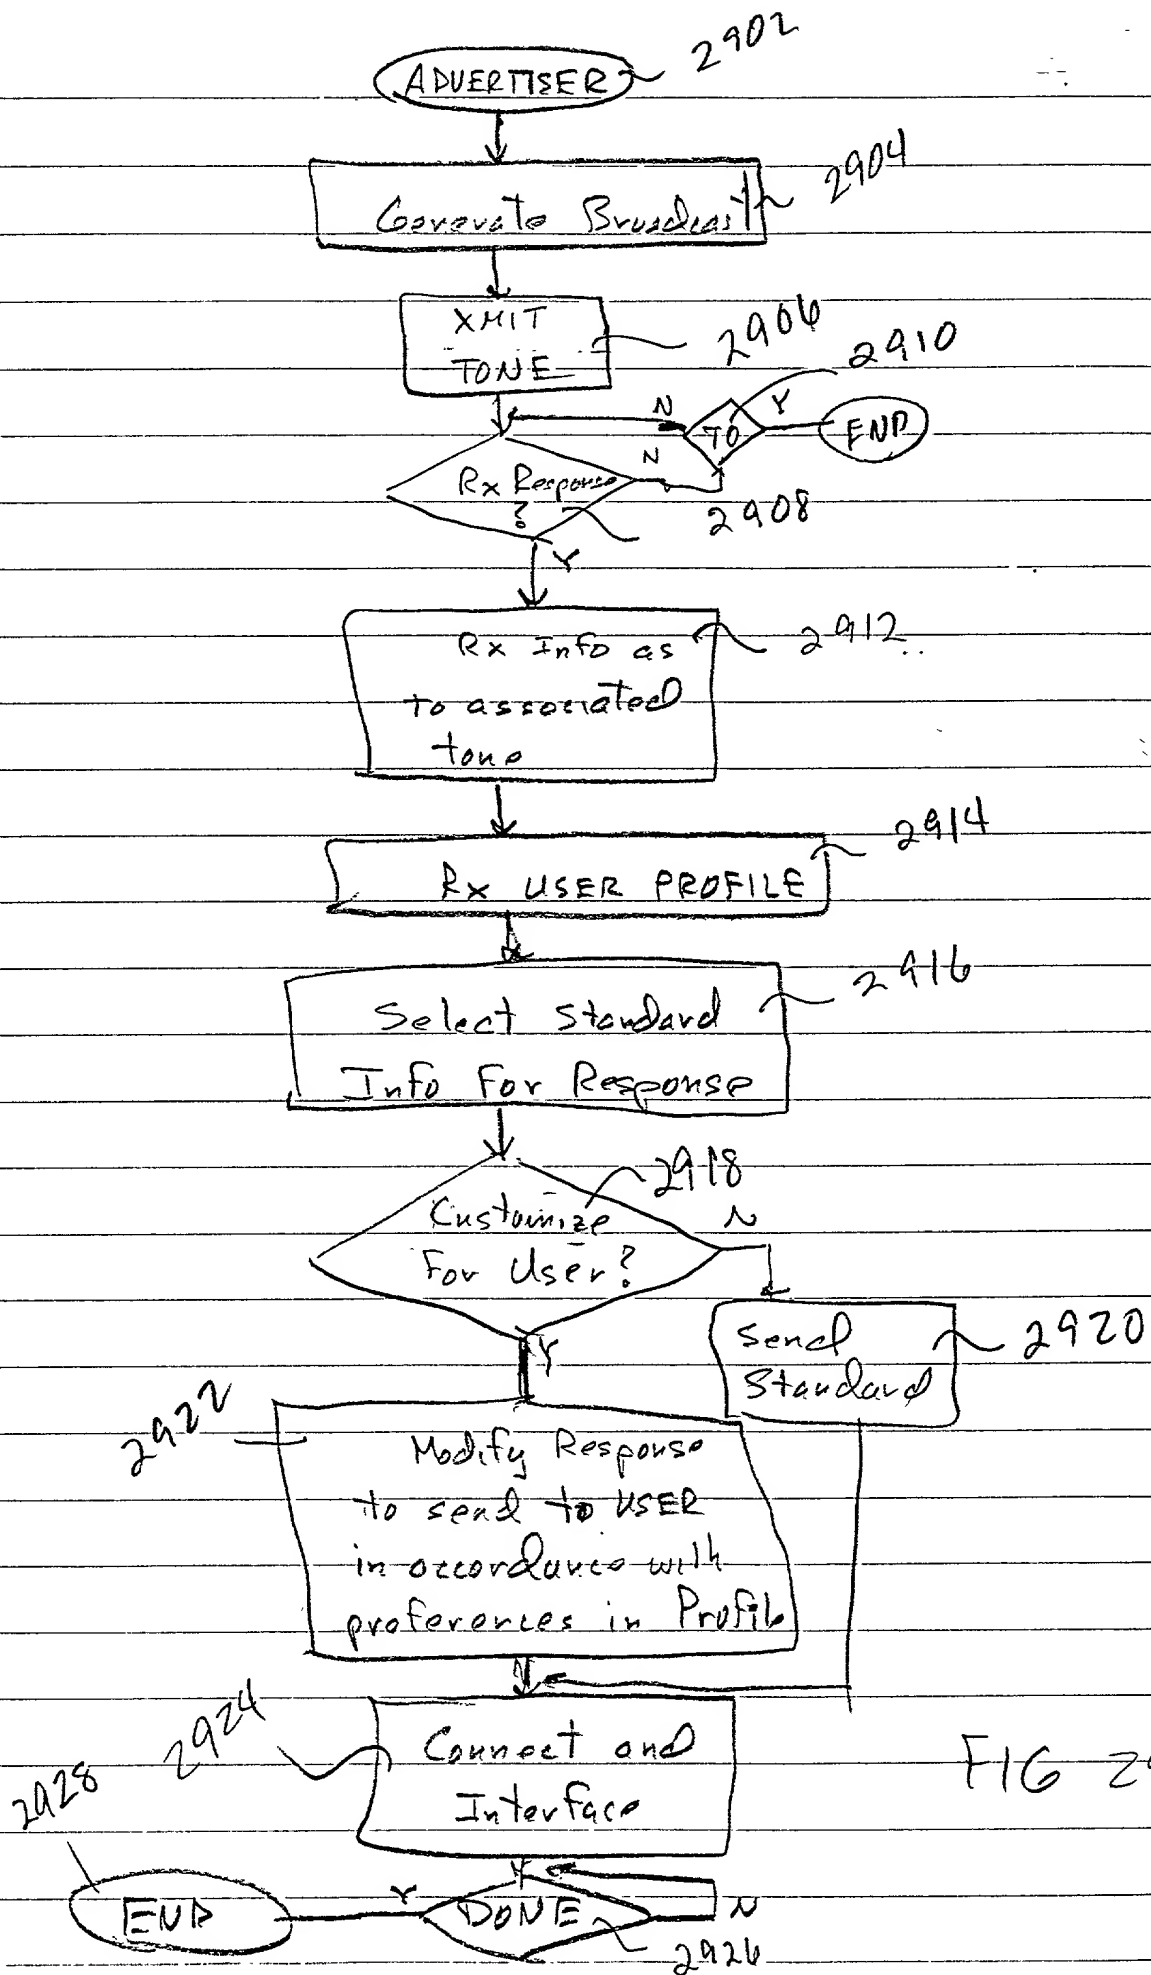 ADVERTISER 2902
2904
Generate Broadcast
XMIT
TONE
2906
2910
N
Y
TO
END
N
Rx Response
?
2908
Y
Rx Info as
to associated
tone
2912
2914
Rx USER PROFILE
2916
Select Standard
Info For Response
2918
Customize
For User?
N
Y
Send
Standard
2920
2922
Modify Response
to send to USER
in accordance with
preferences in Profile
2924
Connect and
Interface
FIG
2928
END
Y
DONE
N
2926